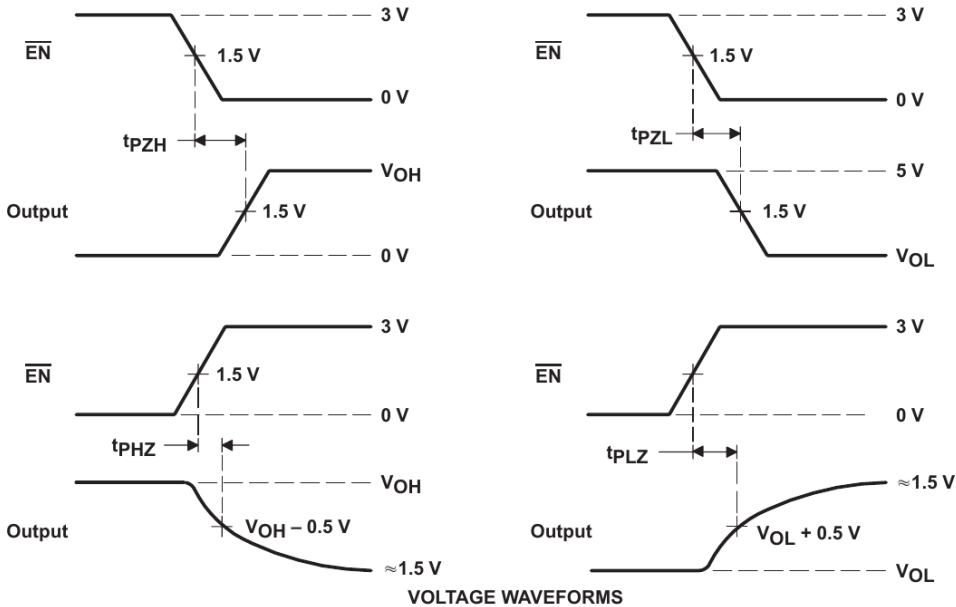 3 V
EN
1.5 V
0 V
tPZH
VOH
Output
1.5 V
0 V
3 V
EN
1.5 V
0 V
tPZL
5 V
Output
1.5 V
VOL
3 V
EN
1.5 V
0 V
tPHZ
VOH
Output
VOH – 0.5 V
≈1.5 V
3 V
EN
0 V
tPLZ
≈1.5 V
Output
VOL + 0.5 V
VOL
VOLTAGE WAVEFORMS